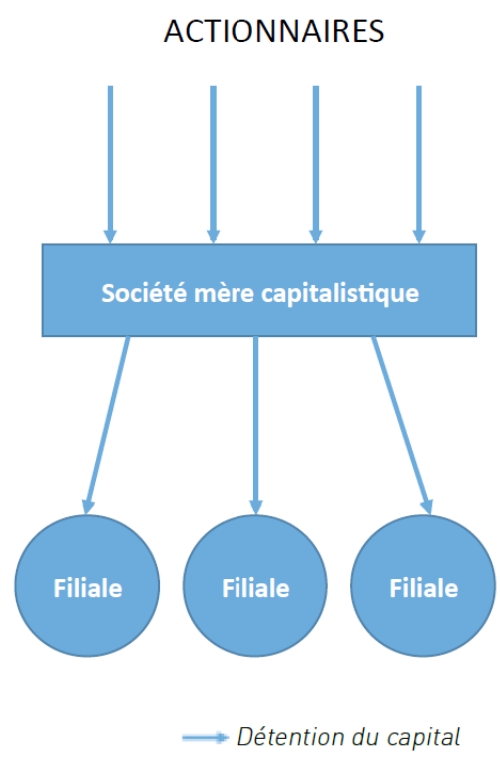 ACTIONNAIRES
Société mère capitalistique
Filiale
Filiale
Filiale
Détention du capital